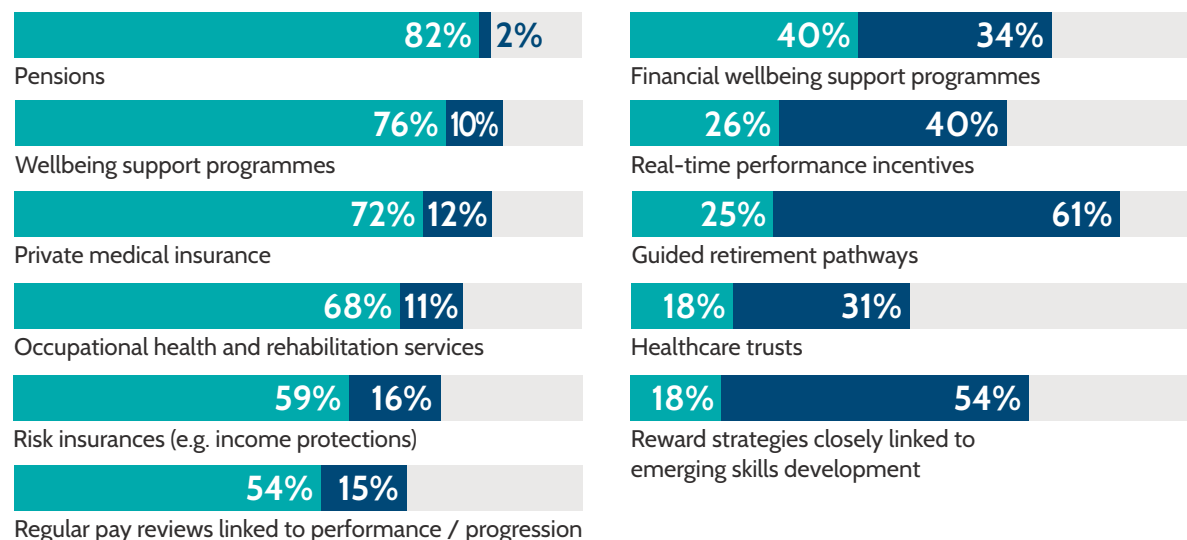 82% 2%
Pensions
76% 10%
Wellbeing support programmes
72% 12%
Private medical insurance
68% 11%
Occupational health and rehabilitation services
59% 16%
Risk insurances (e.g. income protections)
54% 15%
Regular pay reviews linked to performance / progression
40% 34%
Financial wellbeing support programmes
26% 40%
Real-time performance incentives
25% 61%
Guided retirement pathways
18% 31%
Healthcare trusts
18% 54%
Reward strategies closely linked to
emerging skills development